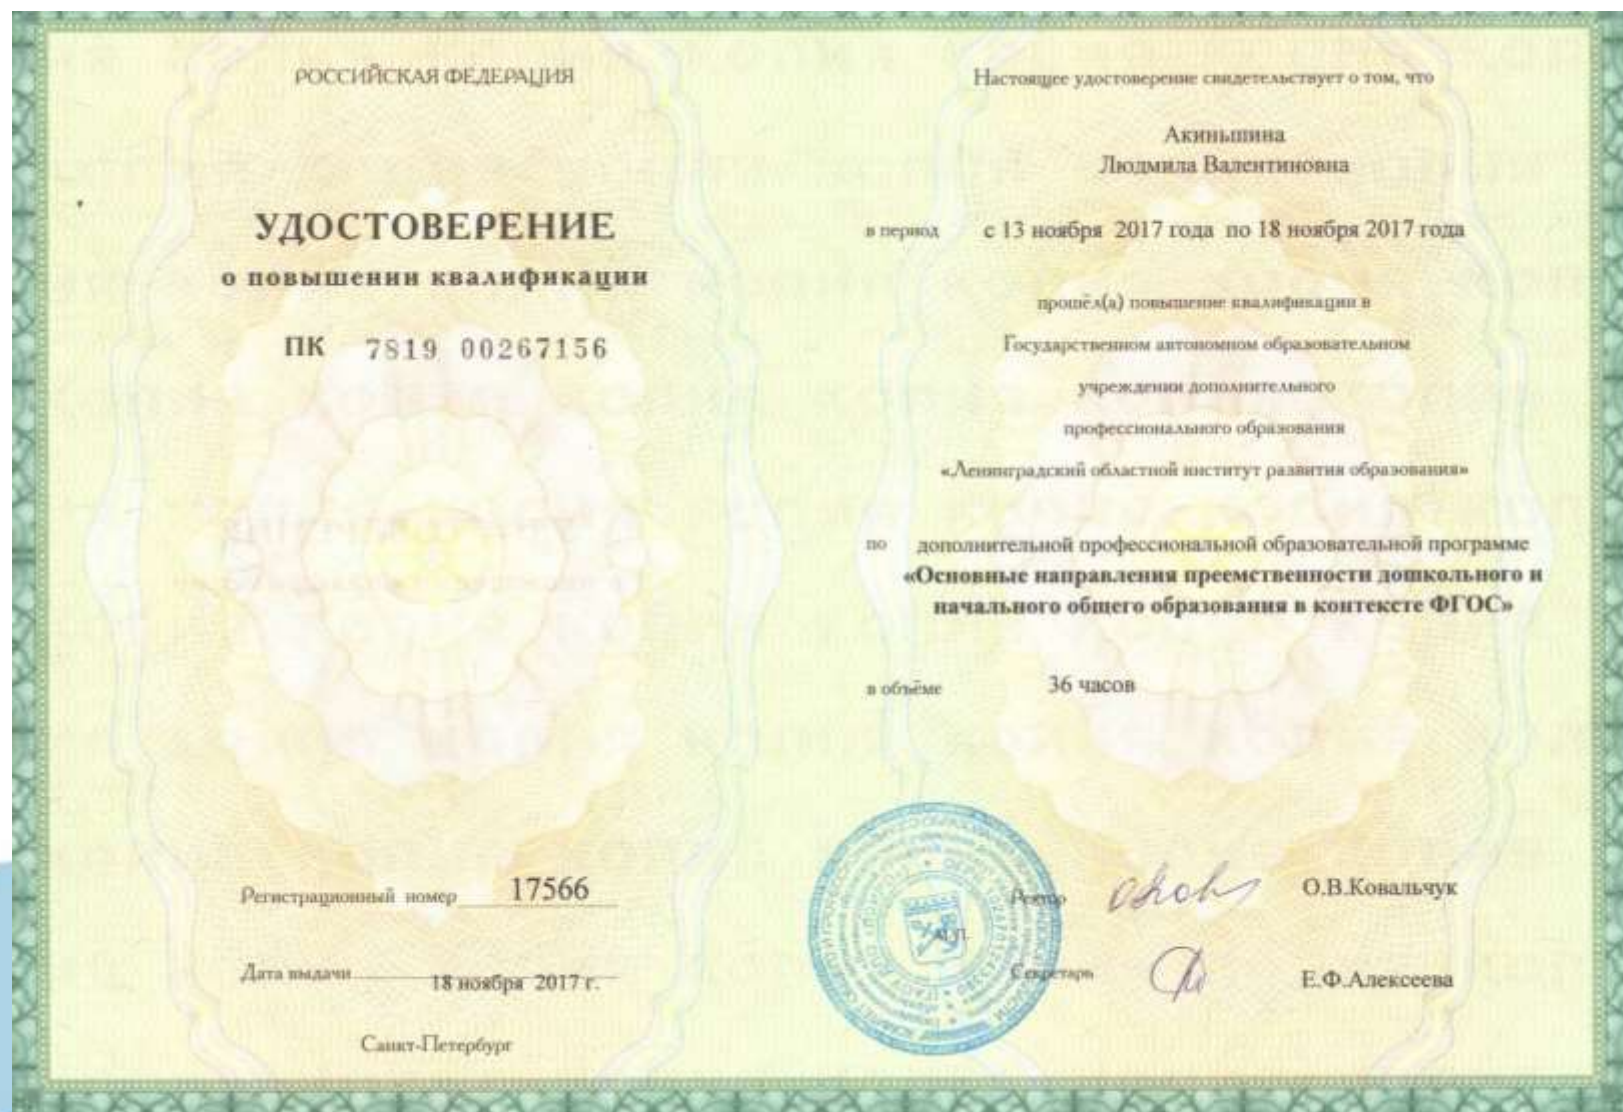 РОССИЙСКАЯ ФЕДЕРАЦИЯ
УДОСТОВЕРЕНИЕ
о повышении квалификации
ПК 7819 00267156
Регистрационный номер 17566
Дата выдачи 18 ноября 2017 г.
Санкт-Петербург
Настоящее удостоверение свидетельствует о том, что
Акиньшина
Людмила Валентиновна
в период с 13 ноября 2017 года по 18 ноября 2017 года
прошёл(а) повышение квалификации в
Государственном автономном образовательном
учреждении дополнительного
профессионального образования
«Ленинградский областной институт развития образования»
по дополнительной профессиональной образовательной программе
«Основные направления преемственности дошкольного и
начального общего образования в контексте ФГОС»
в объёме 36 часов
Ректор О.В.Ковальчук
М.П.
Секретарь Е.Ф.Алексеева